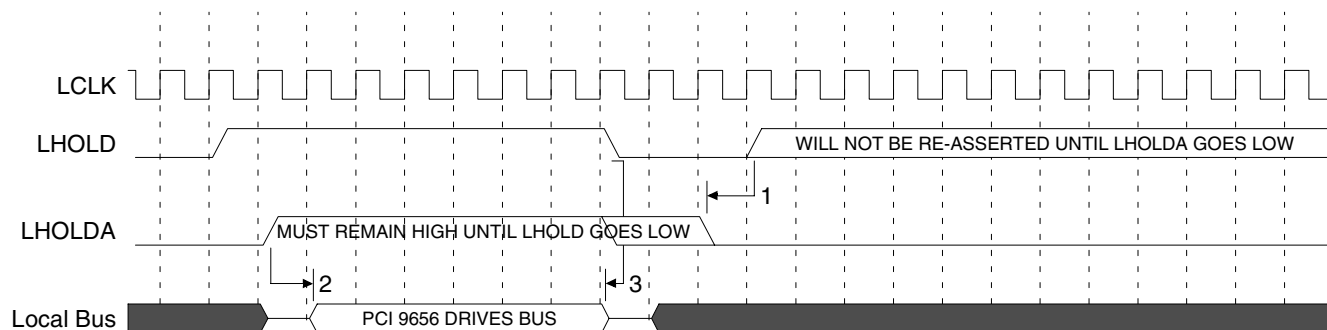 LCLK
LHOLD
WILL NOT BE RE-ASSERTED UNTIL LHOLDA GOES LOW
1
LHOLDA
MUST REMAIN HIGH UNTIL LHOLD GOES LOW
2
3
Local Bus
PCI 9656 DRIVES BUS